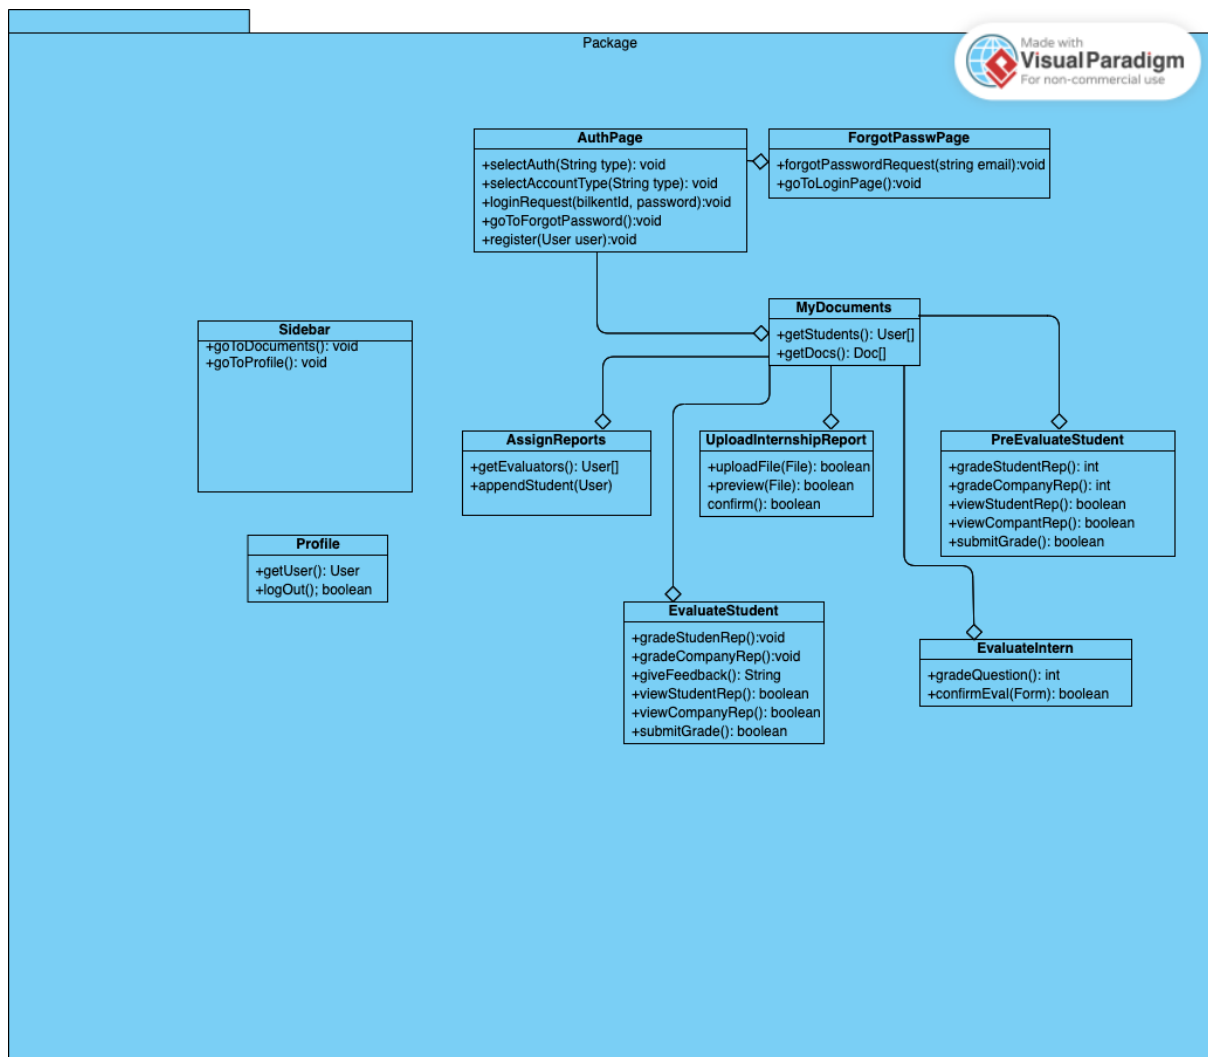 Package
Made with
Visual Paradigm
For non-commercial use
AuthPage
+selectAuth(String type): void
+selectAccountType(String type): void
+loginRequest(bilkentId, password):void
+goToForgotPassword():void
+register(User user):void
ForgotPasswPage
+forgotPasswordRequest(string email):void
+goToLoginPage():void
Sidebar
+goToDocuments(): void
+goToProfile(): void
MyDocuments
+getStudents(): User[]
+getDocs(): Doc[]
AssignReports
+getEvaluators(): User[]
+appendStudent(User)
UploadInternshipReport
+uploadFile(File): boolean
+preview(File): boolean
confirm(): boolean
PreEvaluateStudent
+gradeStudentRep(): int
+gradeCompanyRep(): int
+viewStudentRep(): boolean
+viewCompantRep(): boolean
+submitGrade(): boolean
Profile
+getUser(): User
+logOut(); boolean
EvaluateStudent
+gradeStudenRep():void
+gradeCompanyRep():void
+giveFeedback(): String
+viewStudentRep(): boolean
+viewCompanyRep(): boolean
+submitGrade(): boolean
EvaluateIntern
+gradeQuestion(): int
+confirmEval(Form): boolean